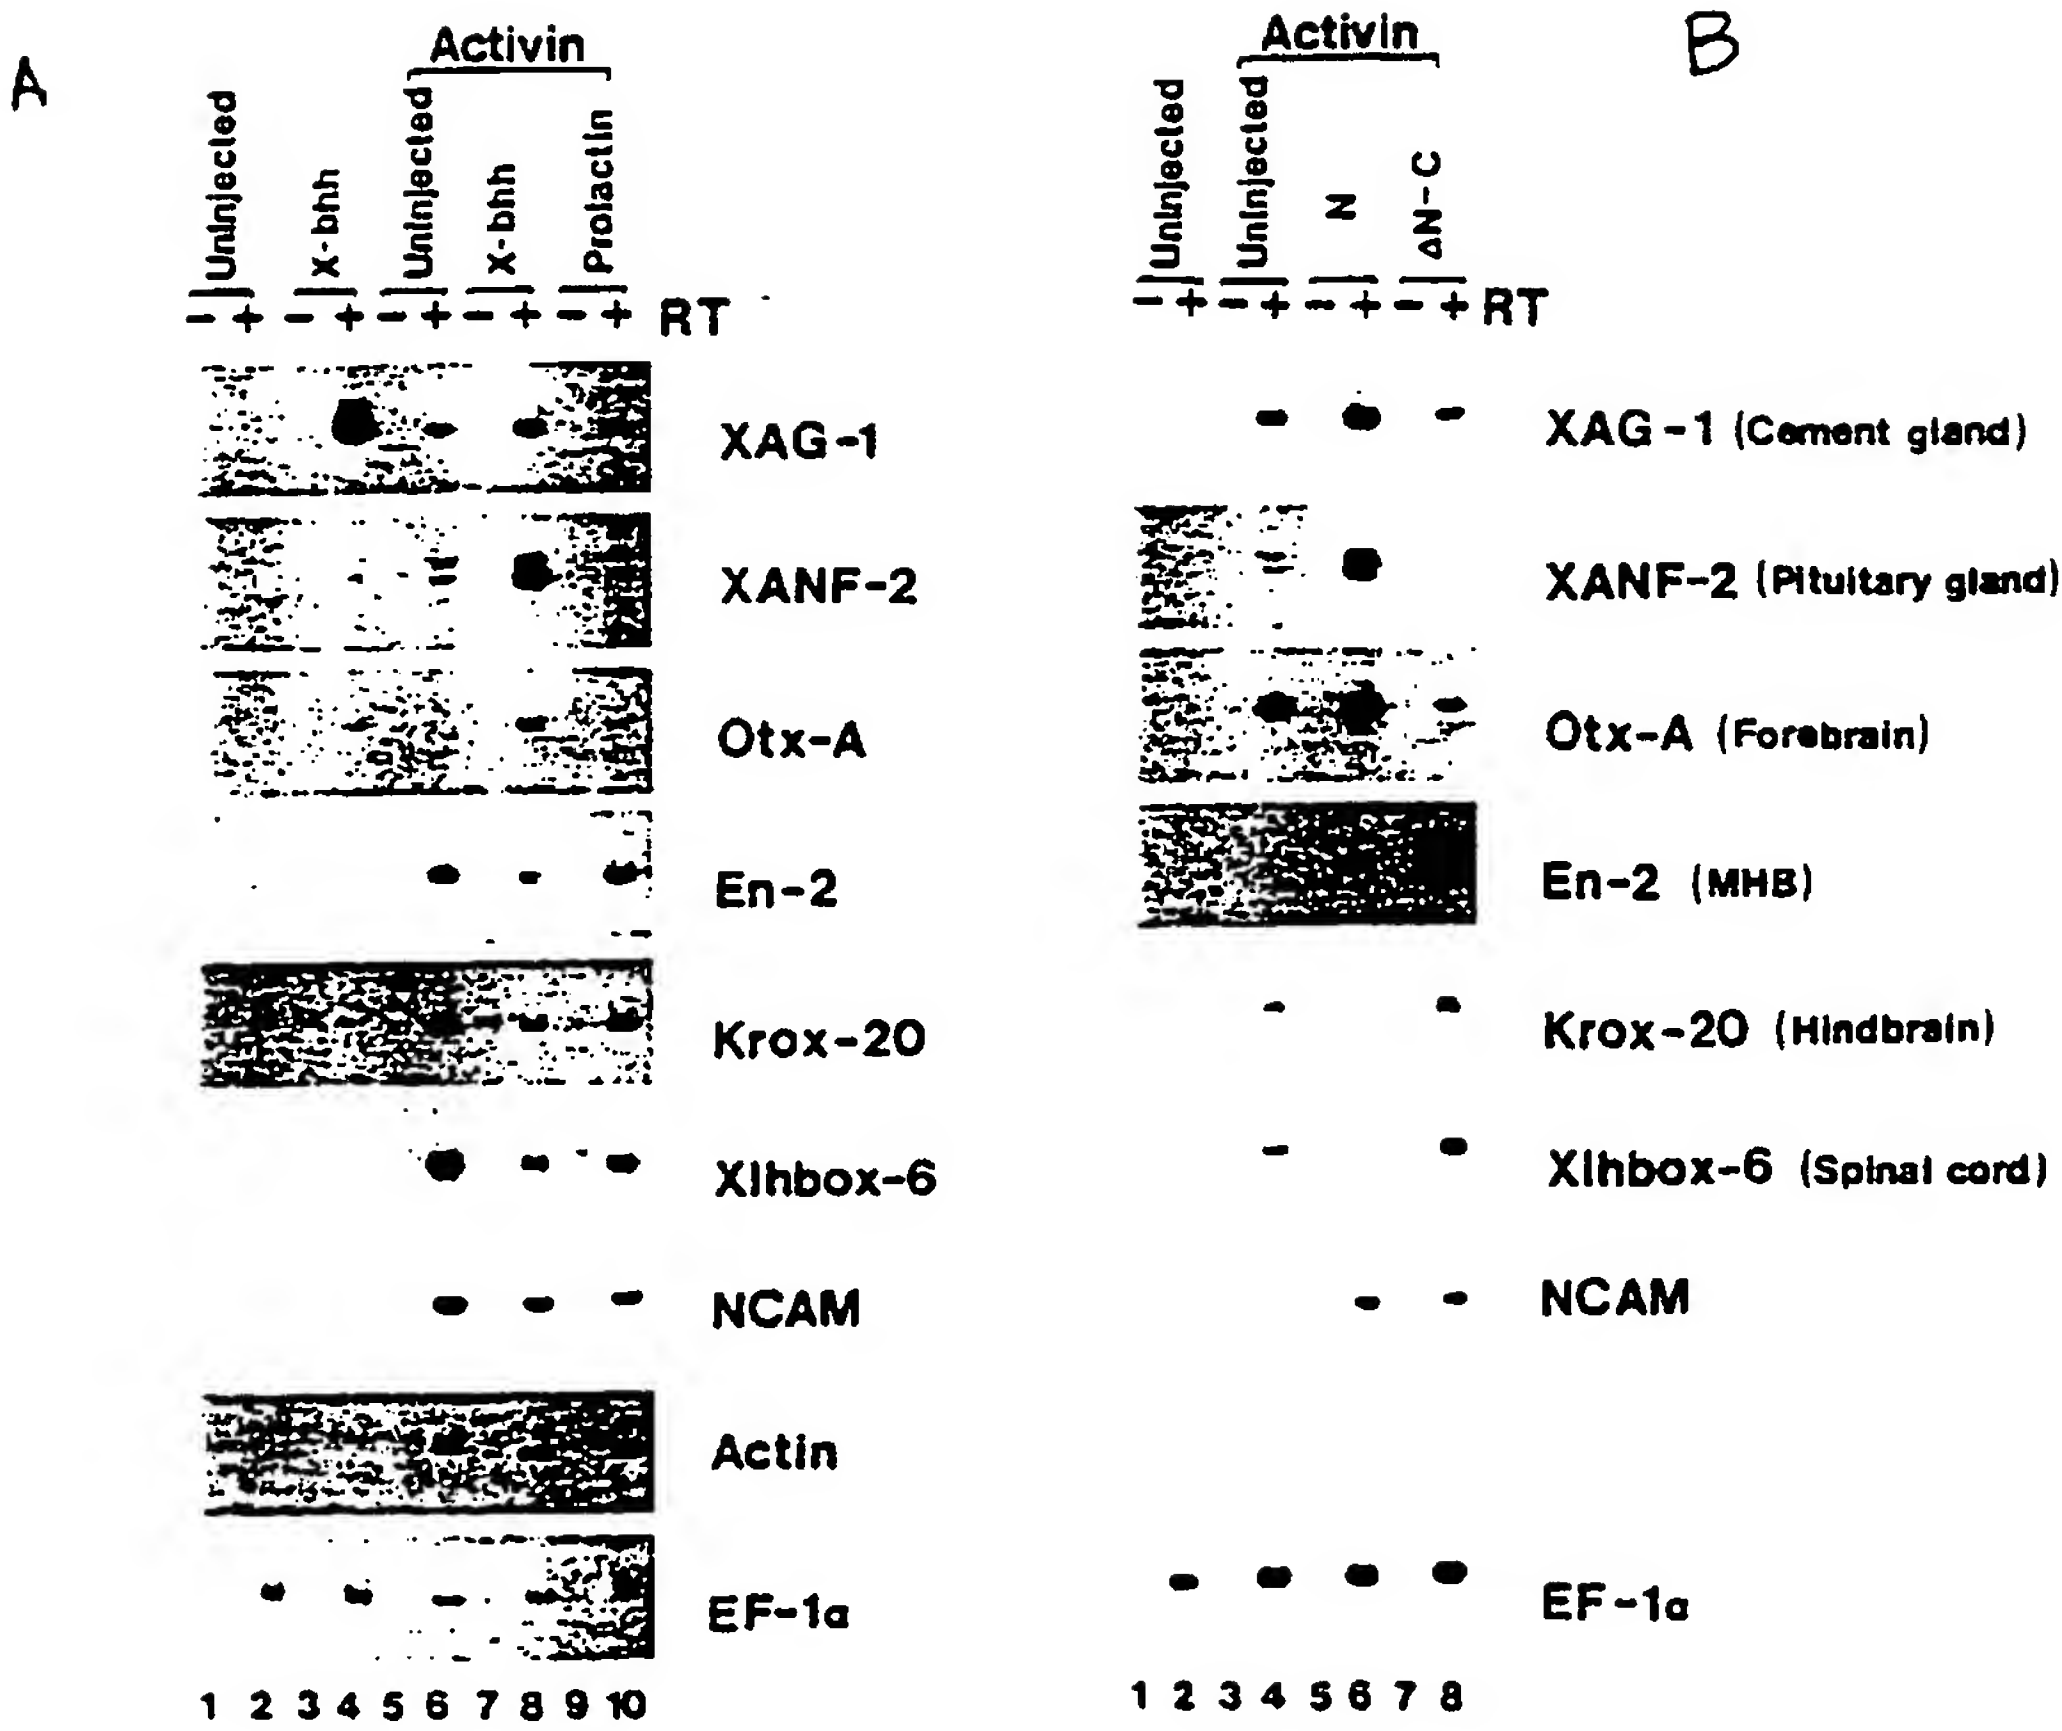 A
Activin
Uninjected
X-bhh
Uninjected
X-bhh
Prolactin
- + - + - + - + - + RT
XAG-1
XANF-2
Otx-A
En-2
Krox-20
Xlhbox-6
NCAM
Actin
EF-1α
1 2 3 4 5 6 7 8 9 10
B
Activin
Uninjected
Uninjected
N
ΔN-C
- + - + - + - + RT
XAG-1 (Cement gland)
XANF-2 (Pituitary gland)
Otx-A (Forebrain)
En-2 (MHB)
Krox-20 (Hindbrain)
Xlhbox-6 (Spinal cord)
NCAM
EF-1α
1 2 3 4 5 6 7 8